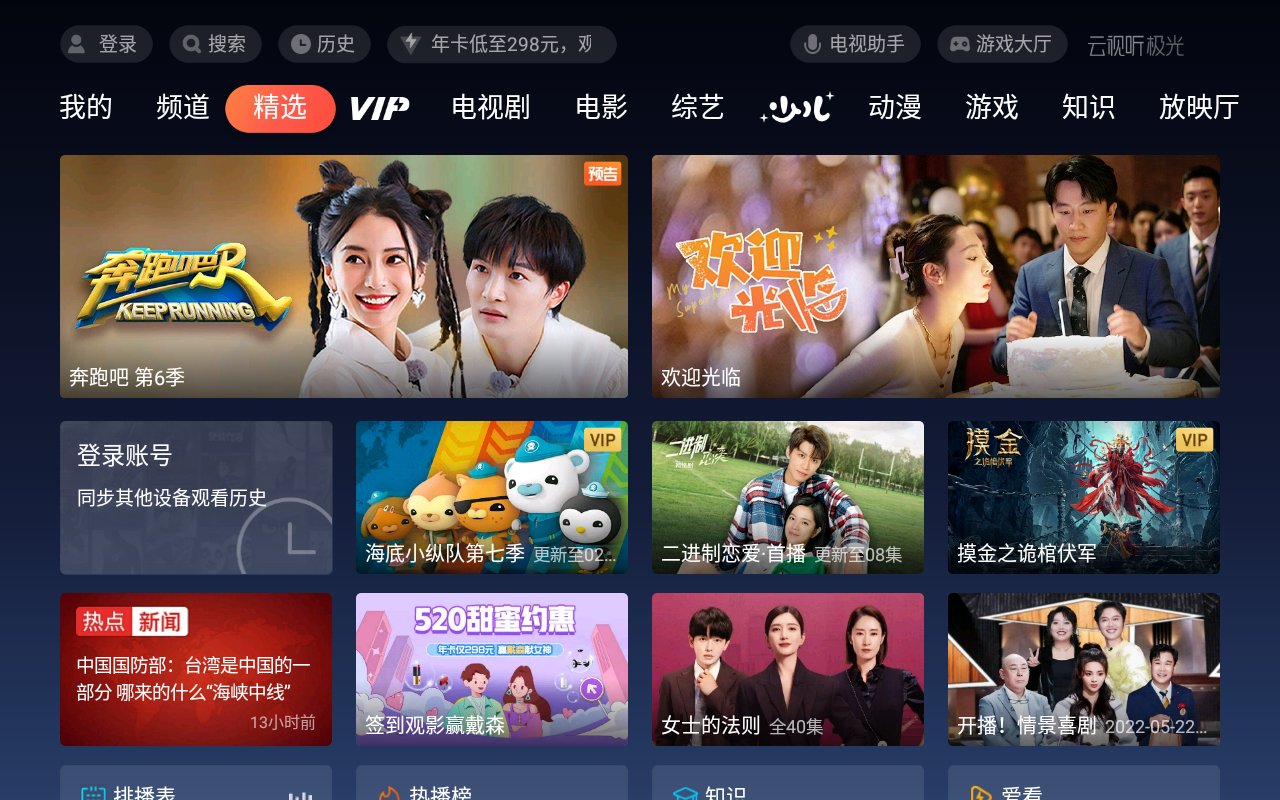 登录
搜索
历史
年卡低至298元，
电视助手
游戏大厅
云视听极光
我的
频道
精选
VIP
电视剧
电影
综艺
少儿
动漫
游戏
知识
放映厅
预告
奔跑吧
KEEP RUNNING
奔跑吧 第6季
欢迎
光临
欢迎光临
登录账号
同步其他设备观看历史
VIP
海底小纵队第七季 更新至02...
二进制恋爱·首播 更新至08集
摸金
之诡棺伏军
VIP
摸金之诡棺伏军
热点 新闻
中国国防部：台湾是中国的一
部分 哪来的什么“海峡中线”
13小时前
520甜蜜约惠
年卡仅298元 赢戴森献女神
签到观影赢戴森
女士的法则 全40集
开播！情景喜剧 2022-05-22...
排播表
热播榜
知识
爱看